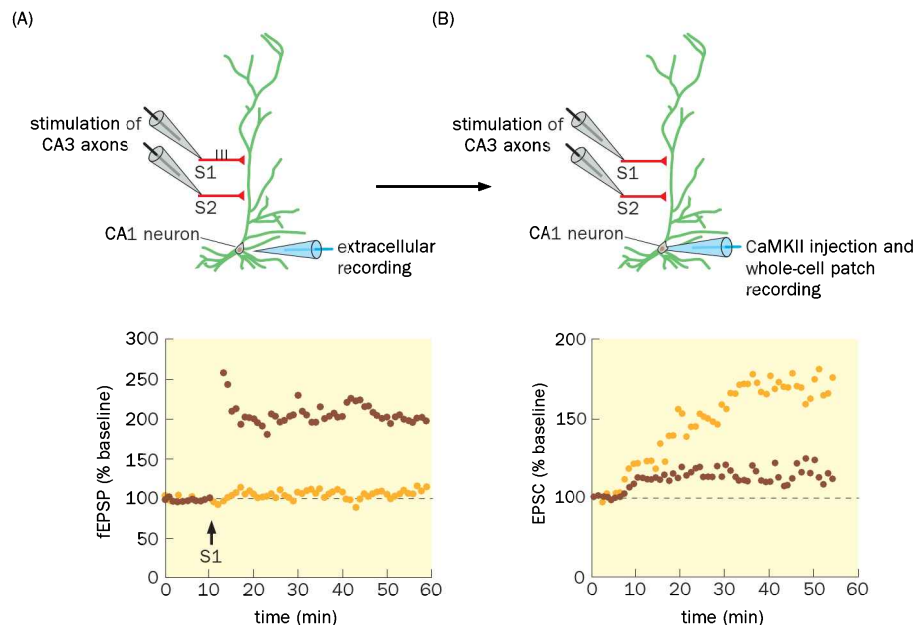 (A)
stimulation of
CA3 axons
S1
S2
CA1 neuron
extracellular
recording
(B)
stimulation of
CA3 axons
S1
S2
CA1 neuron
CaMKII injection and
whole-cell patch
recording
300
250
200
150
100
50
0
fEPSP (% baseline)
S1
0 10 20 30 40 50 60
time (min)
200
150
100
0
EPSC (% baseline)
0 10 20 30 40 50 60
time (min)